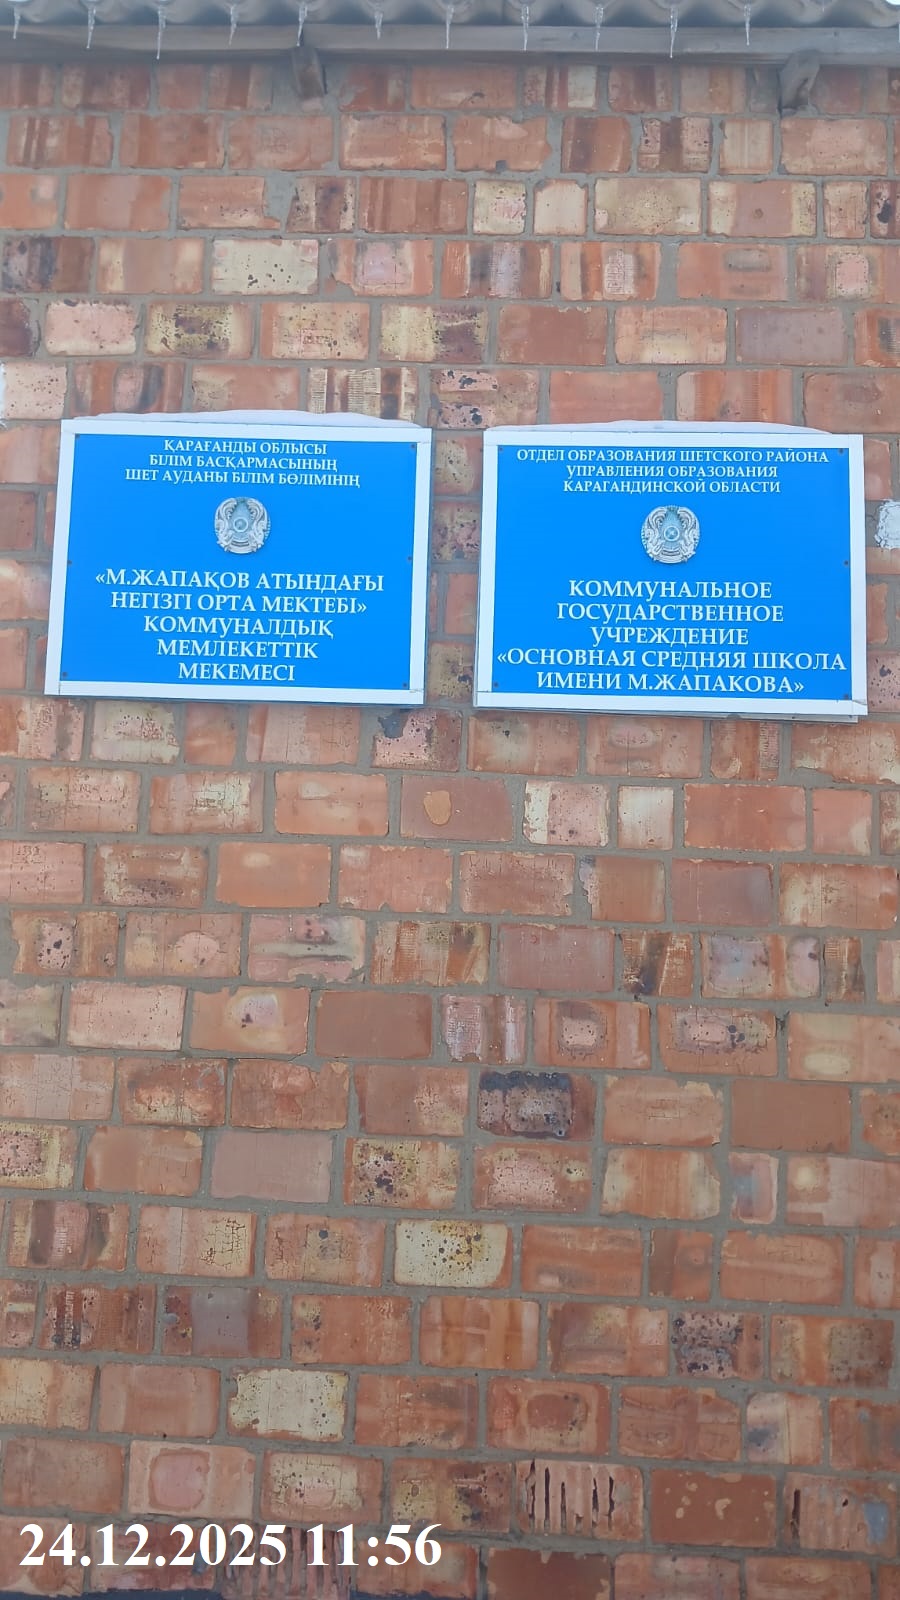 ҚАРАҒАНДЫ ОБЛЫСЫ
БІЛІМ БАСҚАРМАСЫНЫҢ
ШЕТ АУДАНЫ БІЛІМ БӨЛІМІНІҢ
«М.ЖАПАҚОВ АТЫНДАҒЫ
НЕГІЗГІ ОРТА МЕКТЕБІ»
КОММУНАЛДЫҚ
МЕМЛЕКЕТТІК
МЕКЕМЕСІ
ОТДЕЛ ОБРАЗОВАНИЯ ШЕТСКОГО РАЙОНА
УПРАВЛЕНИЯ ОБРАЗОВАНИЯ
КАРАГАНДИНСКОЙ ОБЛАСТИ
КОММУНАЛЬНОЕ
ГОСУДАРСТВЕННОЕ
УЧРЕЖДЕНИЕ
«ОСНОВНАЯ СРЕДНЯЯ ШКОЛА
ИМЕНИ М.ЖАПАКОВА»
24.12.2025 11:56